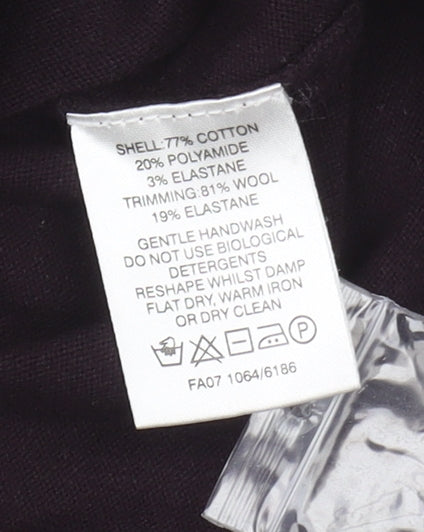 SHELL:77% COTTON
20% POLYAMIDE
3% ELASTANE
TRIMMING:81% WOOL
19% ELASTANE
GENTLE HANDWASH
DO NOT USE BIOLOGICAL
DETERGENTS
RESHAPE WHILST DAMP
FLAT DRY, WARM IRON
OR DRY CLEAN
P
FA07 1064/6186